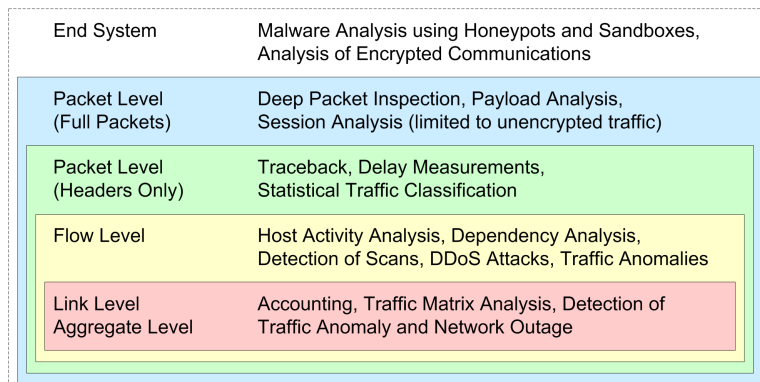 End System
Malware Analysis using Honeypots and Sandboxes,
Analysis of Encrypted Communications
Packet Level
(Full Packets)
Deep Packet Inspection, Payload Analysis,
Session Analysis (limited to unencrypted traffic)
Packet Level
(Headers Only)
Traceback, Delay Measurements,
Statistical Traffic Classification
Flow Level
Host Activity Analysis, Dependency Analysis,
Detection of Scans, DDoS Attacks, Traffic Anomalies
Link Level
Aggregate Level
Accounting, Traffic Matrix Analysis, Detection of
Traffic Anomaly and Network Outage